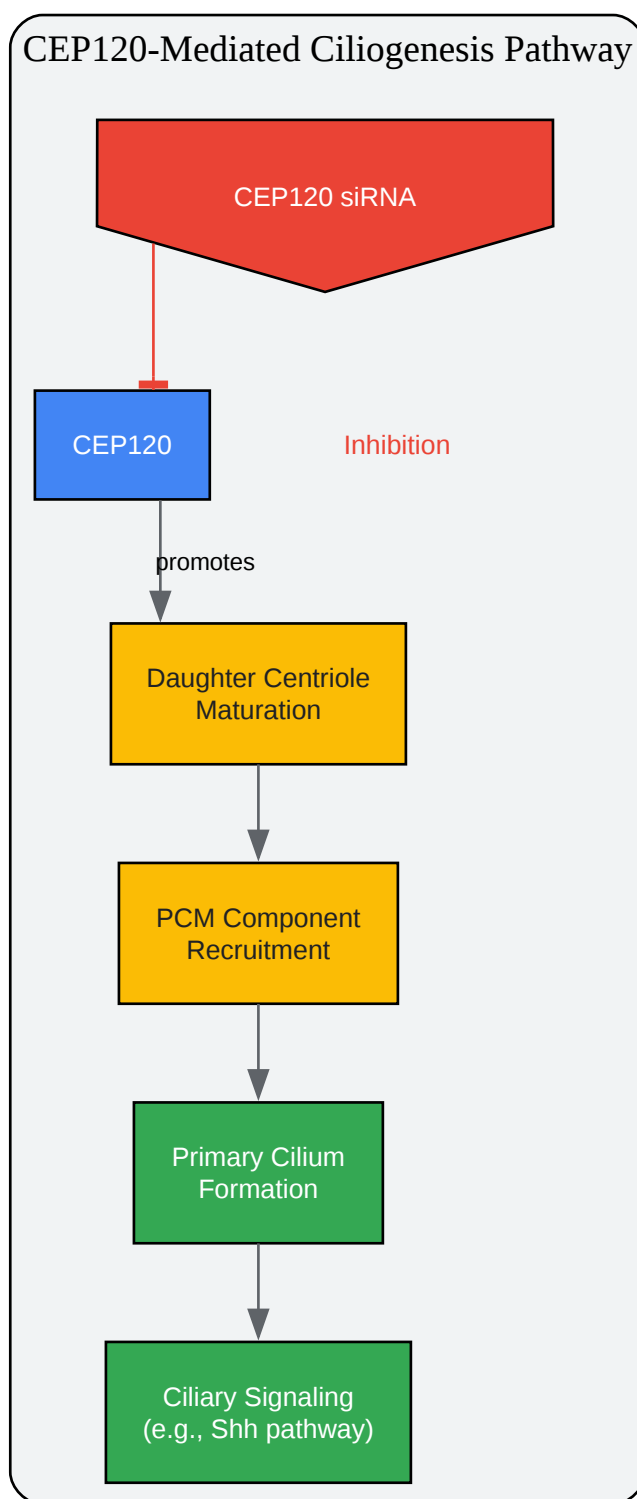 CEP120-Mediated Ciliogenesis Pathway
CEP120 siRNA
CEP120
Inhibition
promotes
Daughter Centriole
Maturation
PCM Component
Recruitment
Primary Cilium
Formation
Ciliary Signaling
(e.g., Shh pathway)